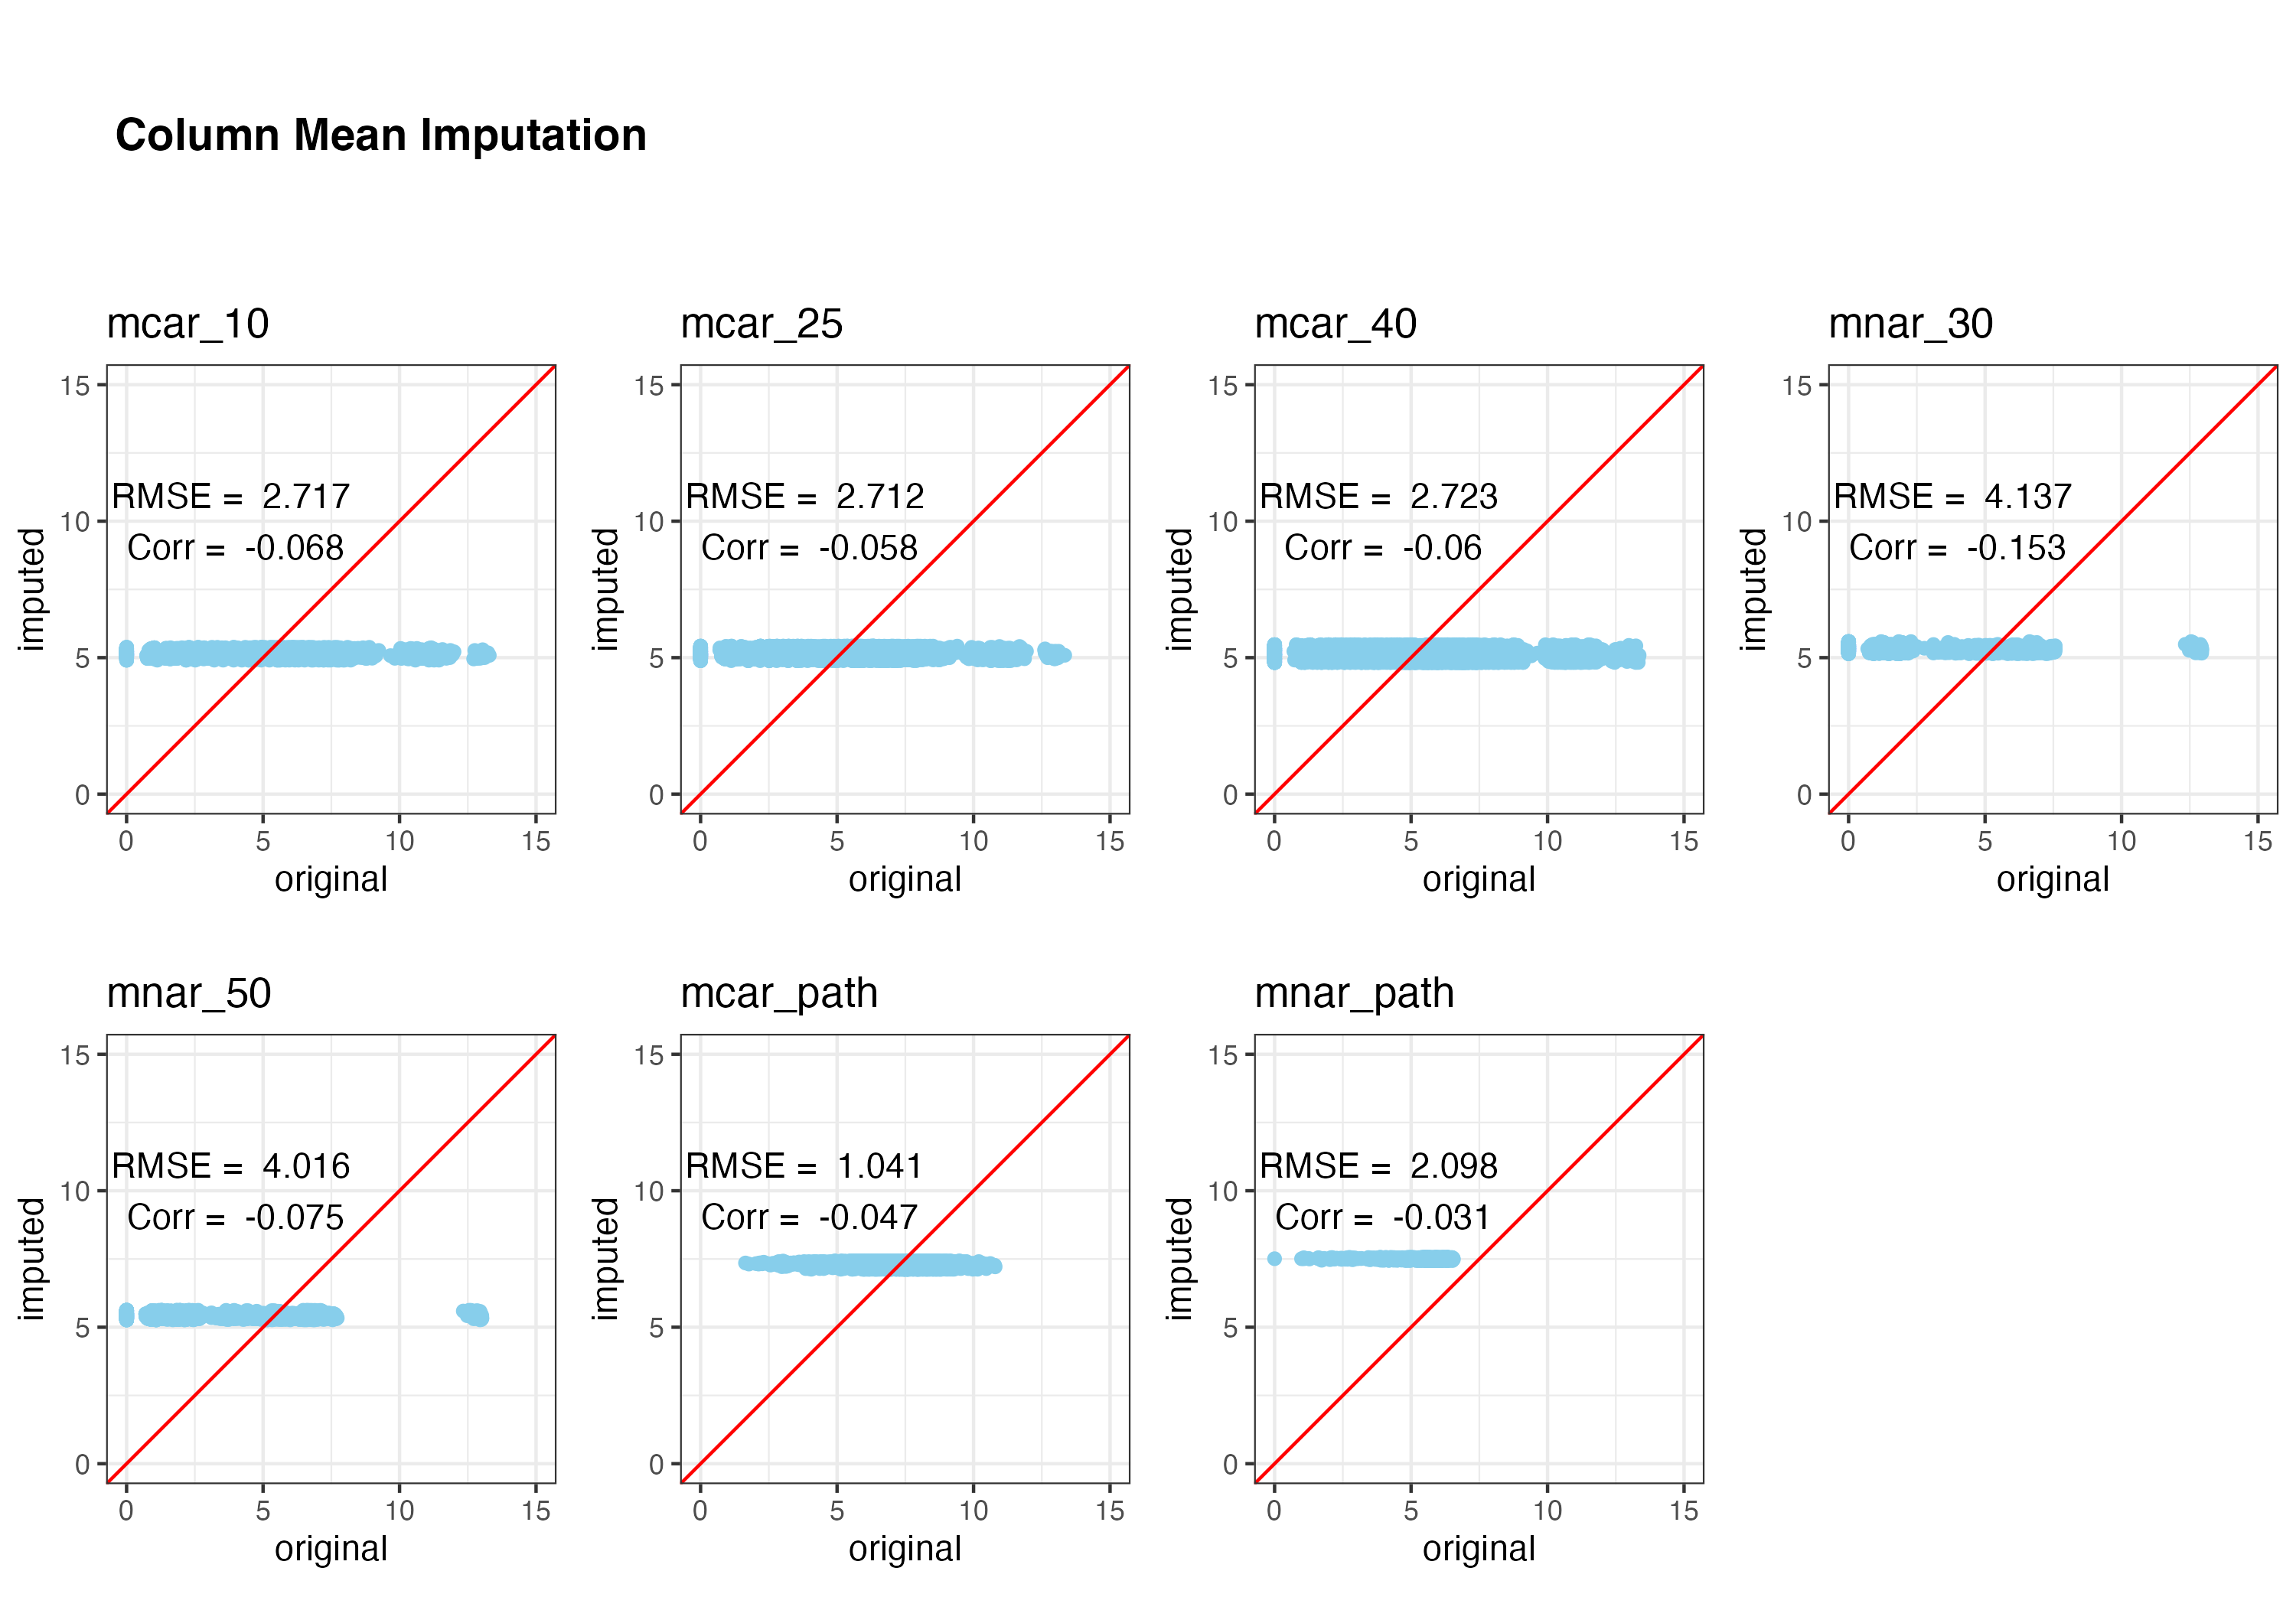 Column Mean Imputation
mcar_10
mcar_25
mcar_40
mnar_30
15
10
5
0
imputed
RMSE = 2.717
Corr = -0.068
0 5 10 15
original
15
10
5
0
imputed
RMSE = 2.712
Corr = -0.058
0 5 10 15
original
15
10
5
0
imputed
RMSE = 2.723
Corr = -0.06
0 5 10 15
original
15
10
5
0
imputed
RMSE = 4.137
Corr = -0.153
0 5 10 15
original
mnar_50
mcar_path
mnar_path
15
10
5
0
imputed
RMSE = 4.016
Corr = -0.075
0 5 10 15
original
15
10
5
0
imputed
RMSE = 1.041
Corr = -0.047
0 5 10 15
original
15
10
5
0
imputed
RMSE = 2.098
Corr = -0.031
0 5 10 15
original